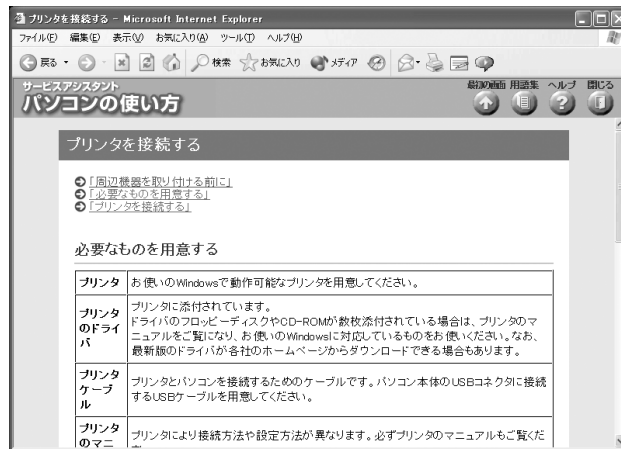 プリンタを接続する - Microsoft Internet Explorer
ファイル(F) 編集(E) 表示(V) お気に入り(A) ツール(T) ヘルプ(H)
戻る 検索 お気に入り メディア
サービスアシスタント
パソコンの使い方
最初の画面 用語集 ヘルプ 閉じる
プリンタを接続する
「周辺機器を取り付ける前に」
「必要なものを用意する」
「プリンタを接続する」
必要なものを用意する
プリンタ お使いのWindowsで動作可能なプリンタを用意してください。
プリンタのドライバ
プリンタに添付されています。
ドライバのフロッピーディスクやCD-ROMが数枚添付されている場合は、プリンタのマ
ニュアルをご覧になり、お使いのWindowsに対応しているものをお使いください。なお、
最新版のドライバが各社のホームページからダウンロードできる場合もあります。
プリンタケーブル
プリンタとパソコンを接続するためのケーブルです。パソコン本体のUSBコネクタに接続
するUSBケーブルを用意してください。
プリンタのマニ
プリンタにより接続方法や設定方法が異なります。必ずプリンタのマニュアルもご覧くだ